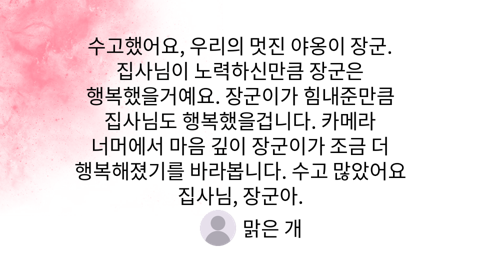 수고했어요, 우리의 멋진 야옹이 장군.
집사님이 노력하신만큼 장군은
행복했을거예요. 장군이가 힘내준만큼
집사님도 행복했을겁니다. 카메라
너머에서 마음 깊이 장군이가 조금 더
행복해졌기를 바라봅니다. 수고 많았어요
집사님, 장군아.
맑은 개